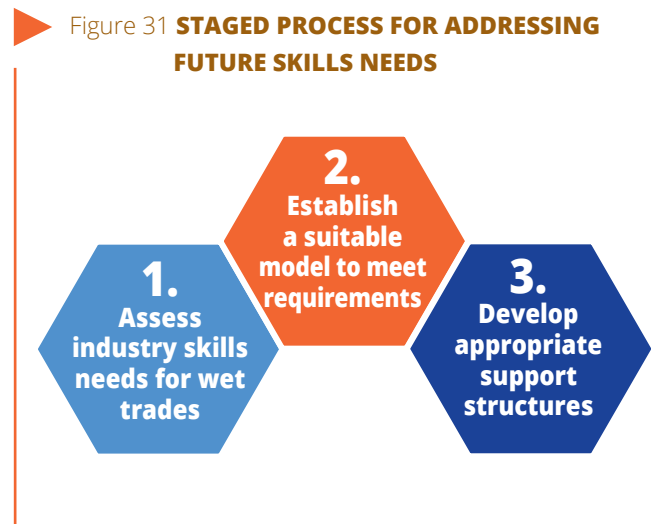 Figure 31 STAGED PROCESS FOR ADDRESSING
FUTURE SKILLS NEEDS
1.
Assess
industry skills
needs for wet
trades
2.
Establish
a suitable
model to meet
requirements
3.
Develop
appropriate
support
structures